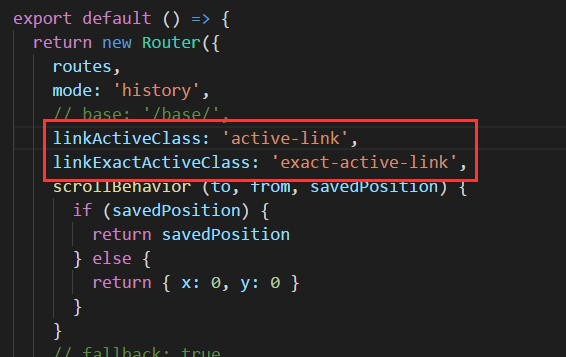 export default () => {
return new Router({
routes,
mode: 'history',
// base: '/base/',
linkActiveClass: 'active-link',
linkExactActiveClass: 'exact-active-link',
scrollBehavior (to, from, savedPosition) {
if (savedPosition) {
return savedPosition
} else {
return { x: 0, y: 0 }
}
}
// fallback: true